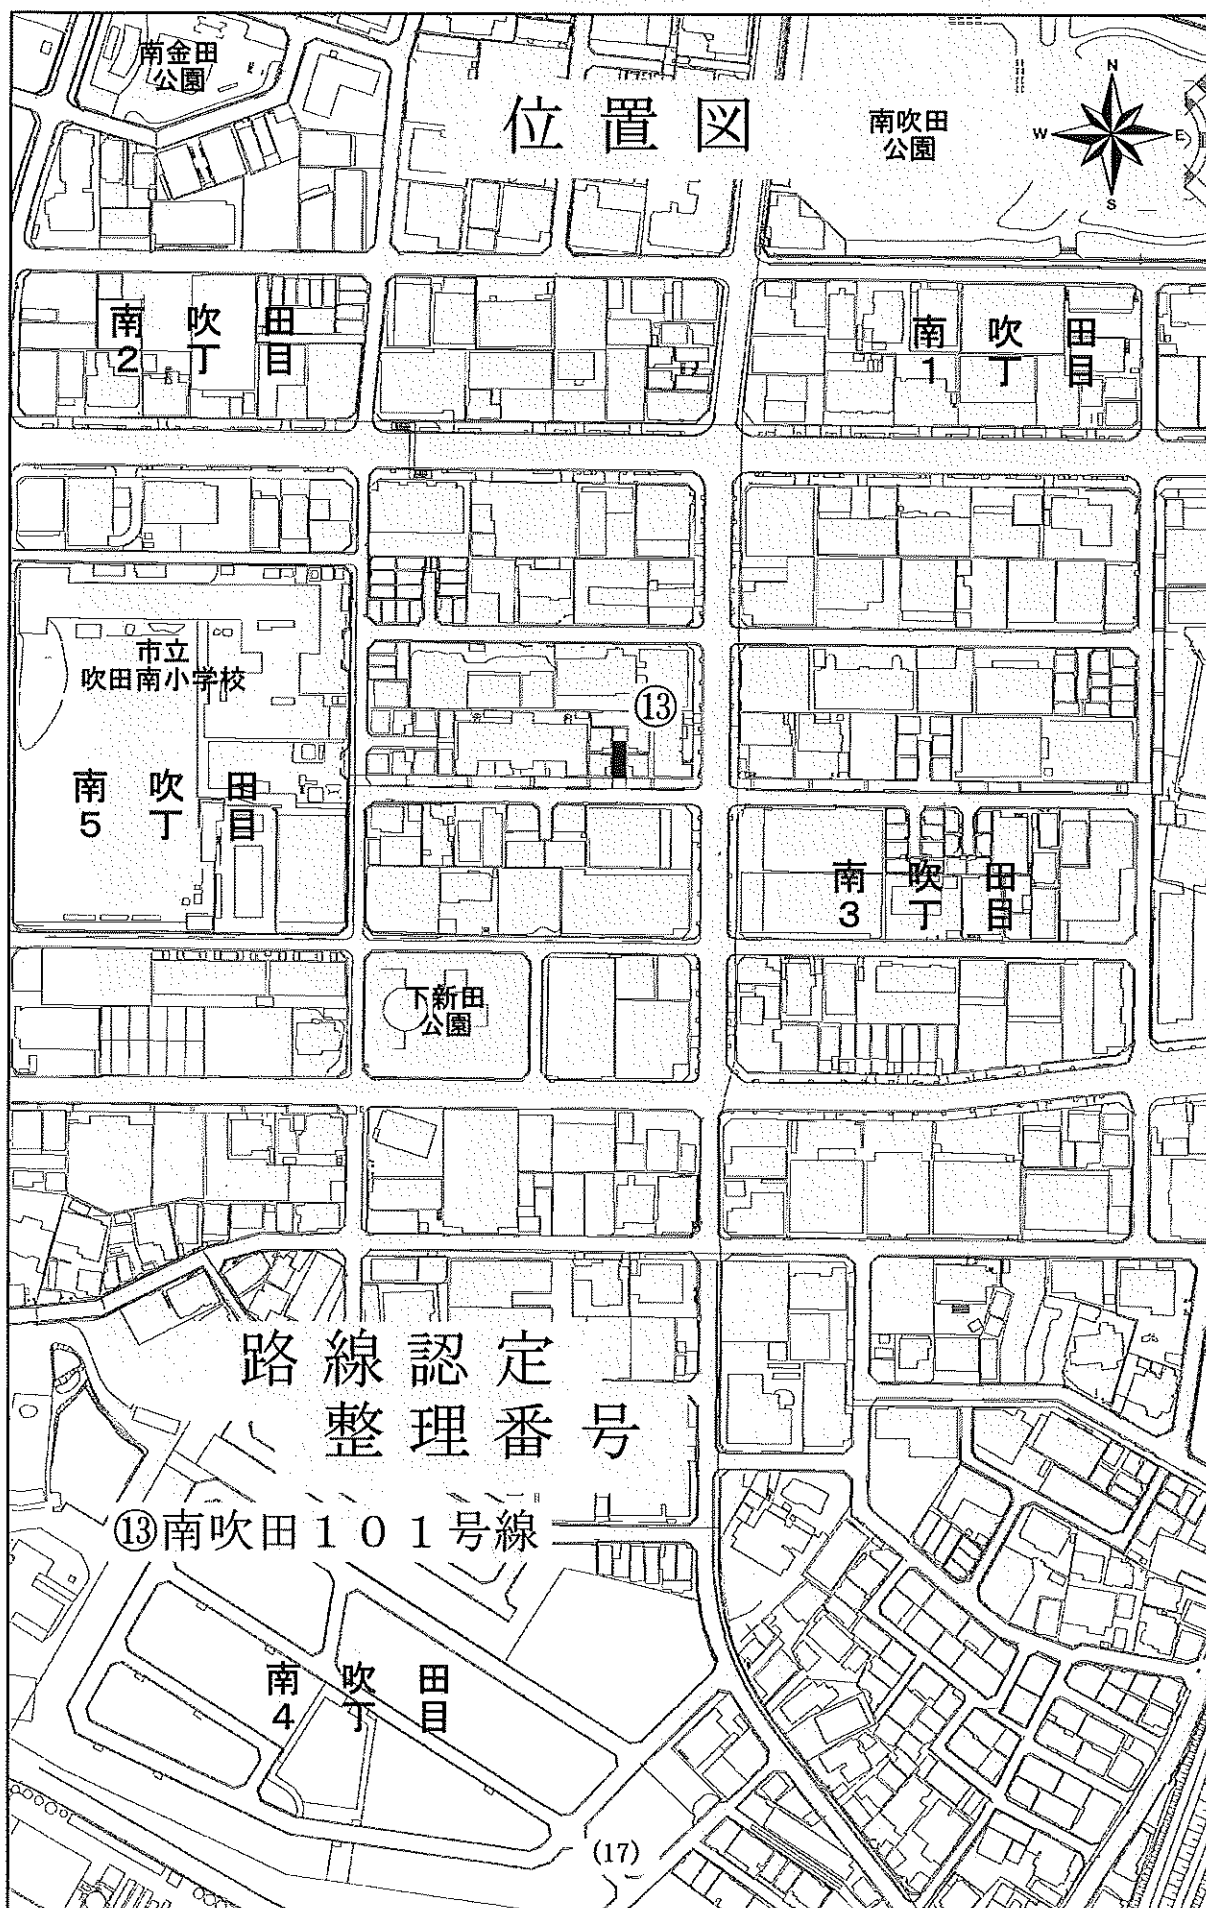 南金田
公園
位置図
南吹田
公園
N
W
E
S
南吹田
2丁目
南吹田
1丁目
市立
吹田南小学校
⑬
南吹田
5丁目
南吹田
3丁目
下新田
公園
路線認定
整理番号
⑬南吹田101号線
南吹田
4丁目
(17)